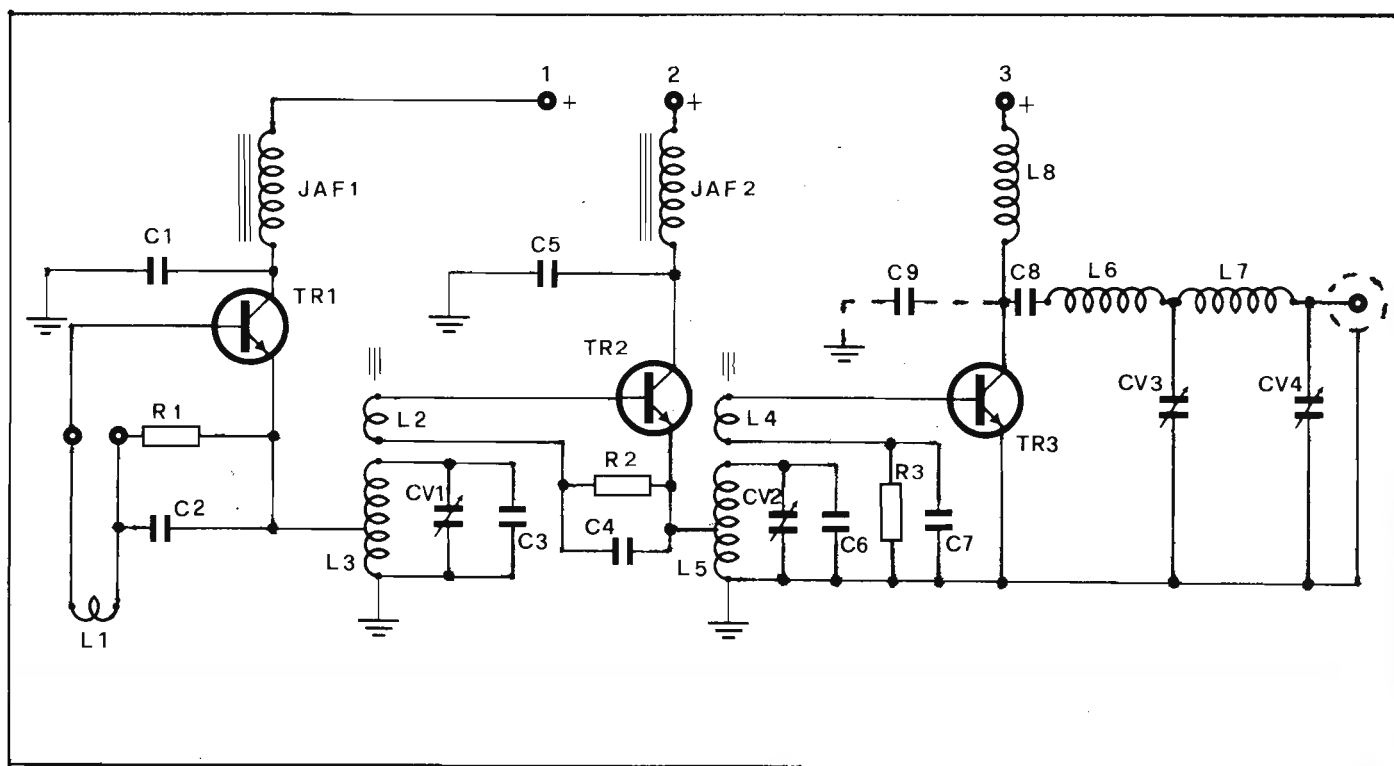 1
2
3
+
+
+
JAF1
JAF2
L8
C1
C5
C9
C8
L6
L7
TR1
TR2
CV3
CV4
R1
L2
L4
TR3
R2
R3
CV1
CV2
C2
C3
C4
C6
C7
L3
L5
L1